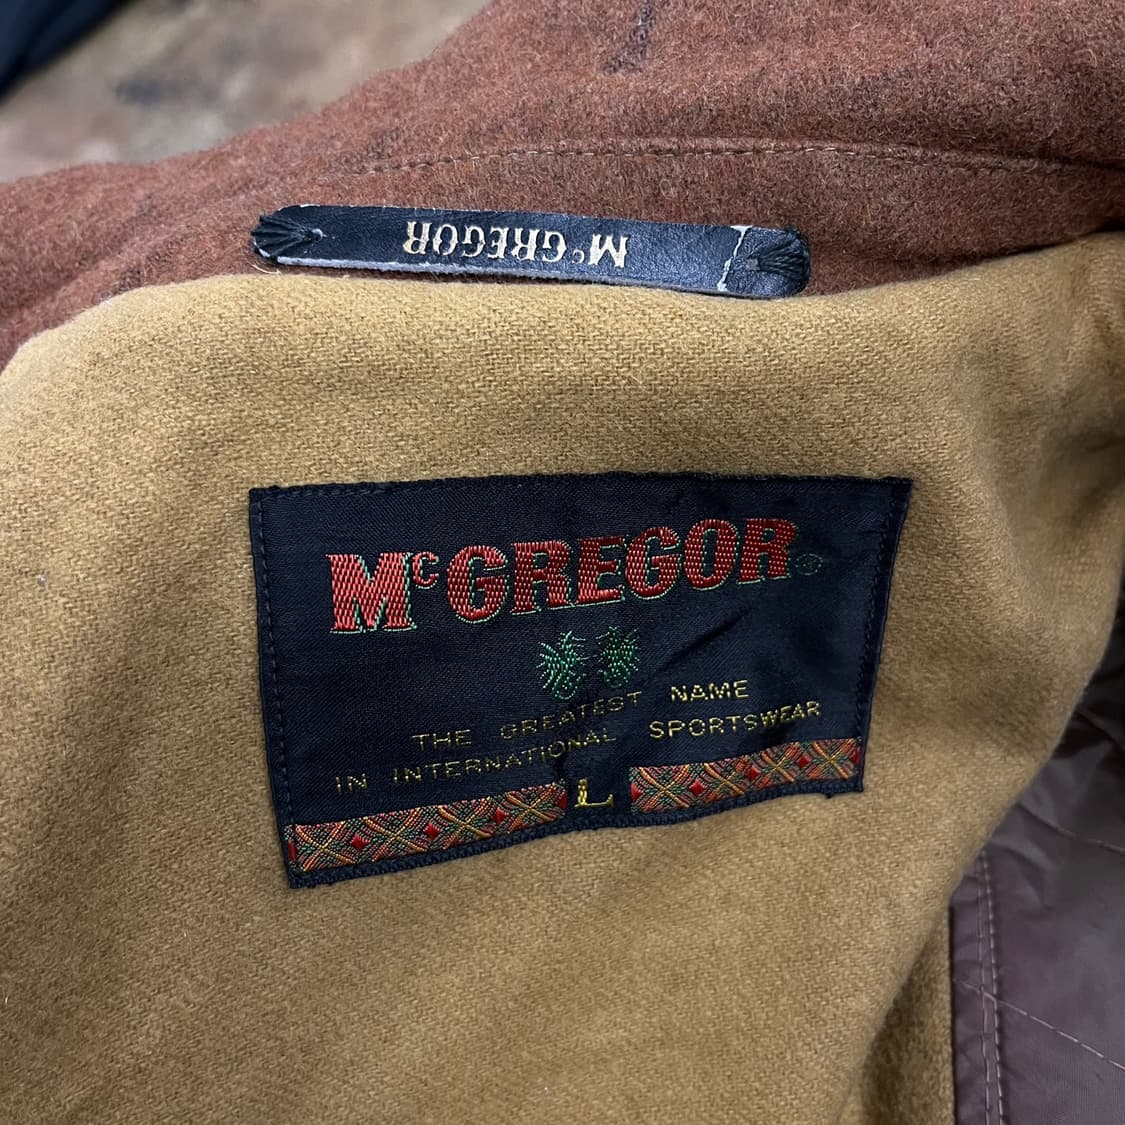 McGREGOR
McGREGOR®
THE GREATEST NAME
IN INTERNATIONAL SPORTSWEAR
L